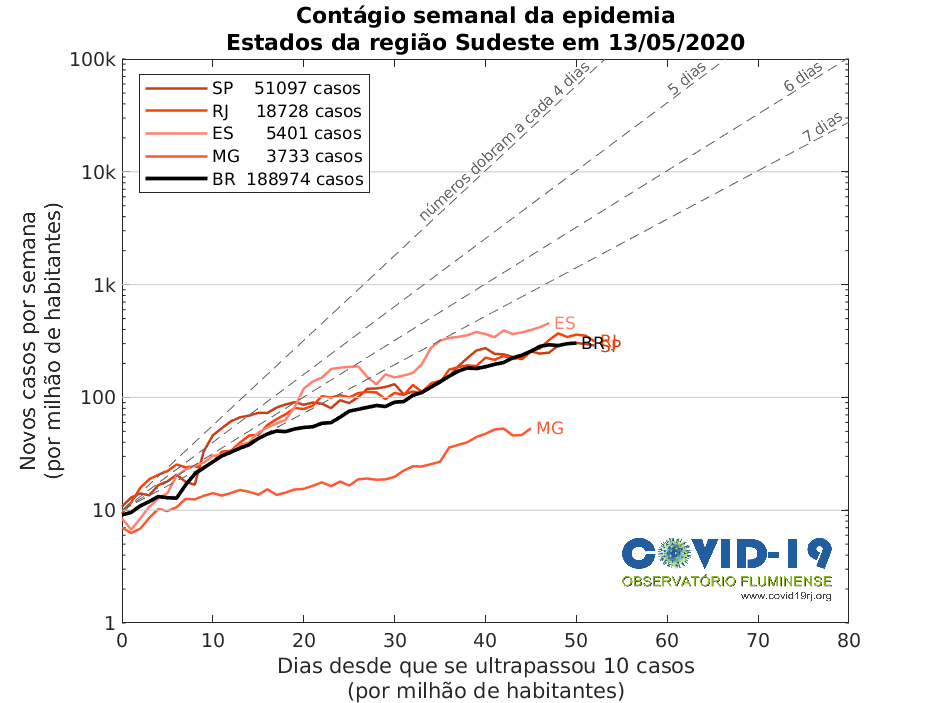 Contágio semanal da epidemia
Estados da região Sudeste em 13/05/2020
Novos casos por semana
(por milhão de habitantes)
100k
10k
1k
100
10
1
SP 51097 casos
RJ 18728 casos
ES 5401 casos
MG 3733 casos
BR 188974 casos
números dobram a cada 4 dias
5 dias
6 dias
7 dias
ES
RJ
BR
SP
MG
COVID-19
OBSERVATÓRIO FLUMINENSE
www.covid19rj.org
0 10 20 30 40 50 60 70 80
Dias desde que se ultrapassou 10 casos
(por milhão de habitantes)